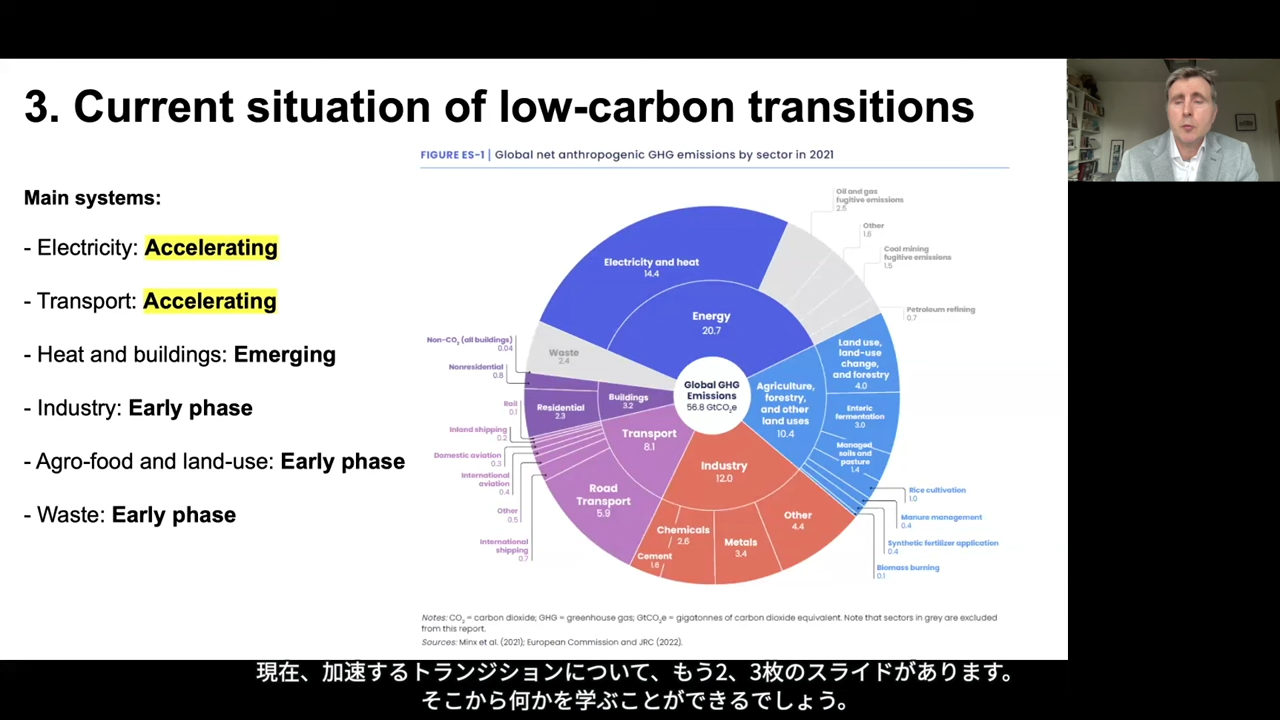 3. Current situation of low-carbon transitions
Main systems:
- Electricity: Accelerating
- Transport: Accelerating
- Heat and buildings: Emerging
- Industry: Early phase
- Agro-food and land-use: Early phase
- Waste: Early phase
FIGURE ES-1 | Global net anthropogenic GHG emissions by sector in 2021
Oil and gas
fugitive emissions
2.5
Other
1.6
Coal mining
fugitive emissions
1.5
Petroleum refining
0.7
Electricity and heat
14.4
Energy
20.7
Waste
2.4
Non-CO₂ (all buildings)
0.04
Nonresidential
0.8
Residential
2.3
Buildings
3.2
Rail
0.1
Inland shipping
0.2
Domestic aviation
0.3
International
aviation
0.4
Other
0.5
International
shipping
0.7
Transport
8.1
Road
Transport
5.9
Global GHG
Emissions
56.8 GtCO₂e
Industry
12.0
Cement
1.6
Chemicals
2.6
Metals
3.4
Other
4.4
Agriculture,
forestry,
and other
land uses
10.4
Land use,
land-use
change,
and forestry
4.0
Enteric
fermentation
3.0
Managed
soils and
pasture
1.4
Rice cultivation
1.0
Manure management
0.4
Synthetic fertilizer application
0.4
Biomass burning
0.1
Notes: CO₂ = carbon dioxide; GHG = greenhouse gas; GtCO₂e = gigatonnes of carbon dioxide equivalent. Note that sectors in grey are excluded
from this report.
Sources: Minx et al. (2021); European Commission and JRC (2022).
現在、加速するトランジションについて、もう2、3枚のスライドがあります。
そこから何かを学ぶことができるでしょう。